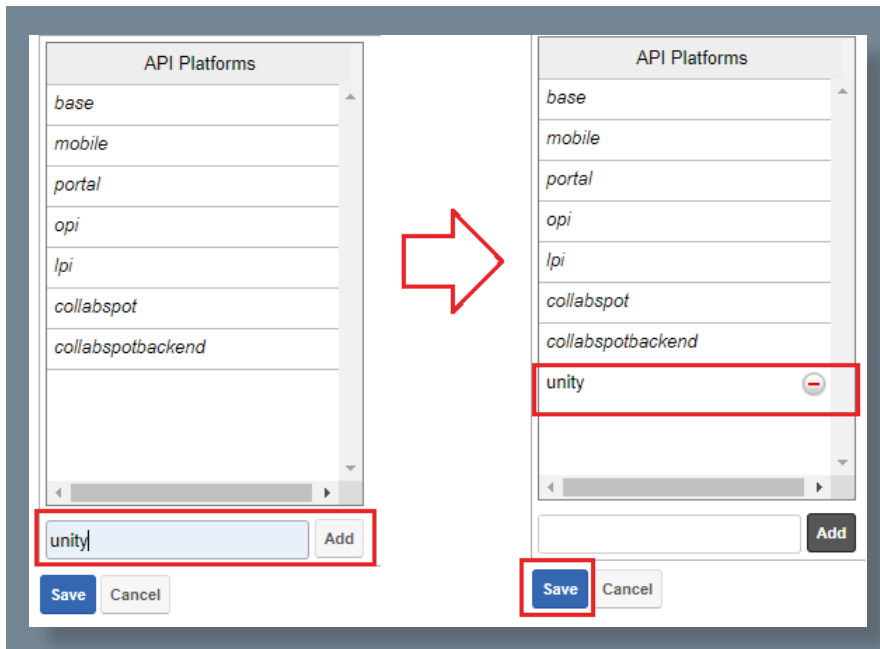 API Platforms
base
mobile
portal
opi
lpi
collabspot
collabspotbackend
unity
Add
Save
Cancel
API Platforms
base
mobile
portal
opi
lpi
collabspot
collabspotbackend
unity
Add
Save
Cancel